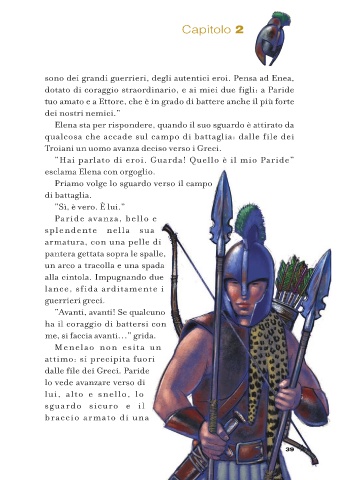 Capitolo 2
sono dei grandi guerrieri, degli autentici eroi. Pensa ad Enea,
dotato di coraggio straordinario, e ai miei due figli: a Paride
tuo amato e a Ettore, che è in grado di battere anche il più forte
dei nostri nemici.”
Elena sta per rispondere, quando il suo sguardo è attirato da
qualcosa che accade sul campo di battaglia: dalle file dei
Troiani un uomo avanza deciso verso i Greci.
“Hai parlato di eroi. Guarda! Quello è il mio Paride”
esclama Elena con orgoglio.
Priamo volge lo sguardo verso il campo
di battaglia.
“Sì, è vero. È lui.”
Paride avanza, bello e
splendente nella sua
armatura, con una pelle di
pantera gettata sopra le spalle,
un arco a tracolla e una spada
alla cintola. Impugnando due
lance, sfida arditamente i
guerrieri greci.
“Avanti, avanti! Se qualcuno
ha il coraggio di battersi con
me, si faccia avanti...” grida.
Menelao non esita un
attimo: si precipita fuori
dalle file dei Greci. Paride
lo vede avanzare verso di
lui, alto e snello, lo
sguardo sicuro e il
braccio armato di una
39